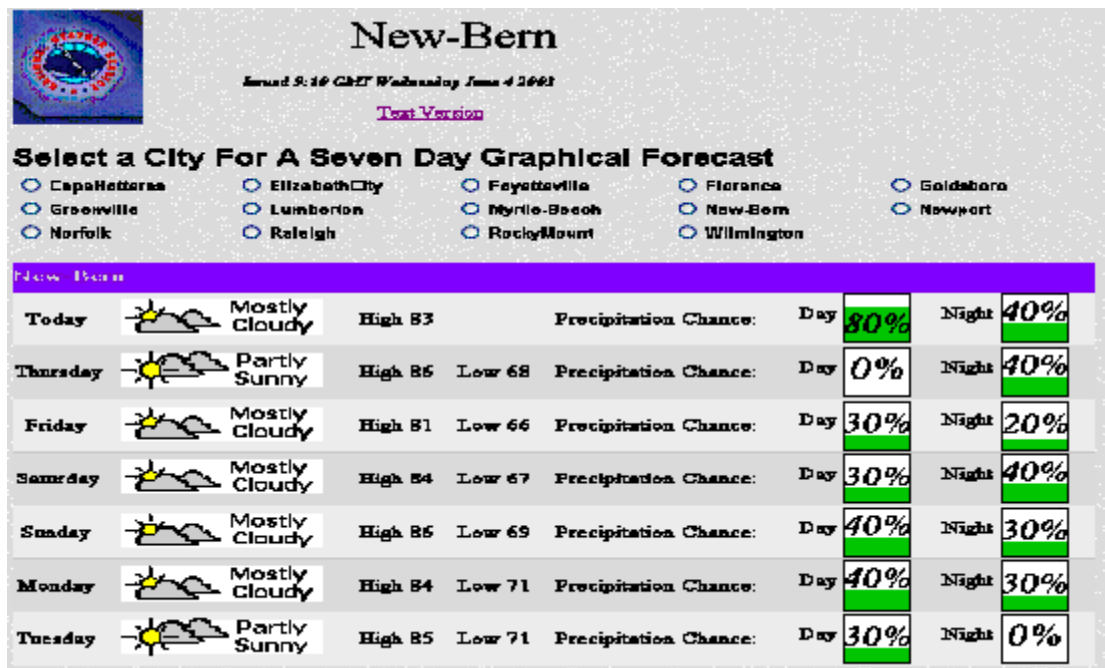 New-Bern
Issued 9:10 GMT Wednesday June 4 2003
Text Version
Select a City For A Seven Day Graphical Forecast
CapeHatteras ElizabethCity Fayetteville Florence Goldsboro
Greenville Lumberton Myrtle-Beach New-Bern Newport
Norfolk Raleigh RockyMount Wilmington
New-Bern
Today Mostly Cloudy High 83 Precipitation Chance: Day 80% Night 40%
Thursday Partly Sunny High 86 Low 68 Precipitation Chance: Day 0% Night 40%
Friday Mostly Cloudy High 81 Low 66 Precipitation Chance: Day 30% Night 20%
Saturday Mostly Cloudy High 84 Low 67 Precipitation Chance: Day 30% Night 40%
Sunday Mostly Cloudy High 86 Low 69 Precipitation Chance: Day 40% Night 30%
Monday Mostly Cloudy High 84 Low 71 Precipitation Chance: Day 40% Night 30%
Tuesday Partly Sunny High 85 Low 71 Precipitation Chance: Day 30% Night 0%